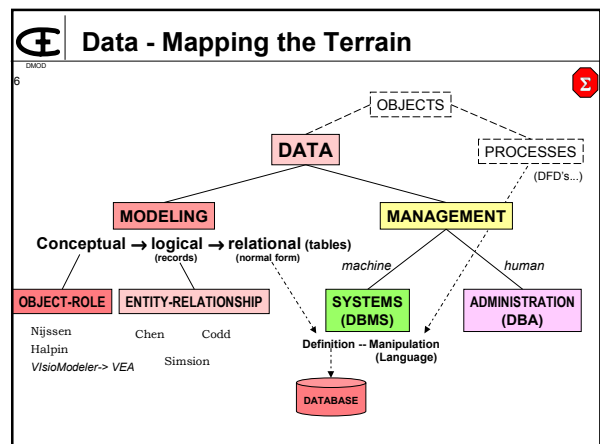 Data - Mapping the Terrain
DMOD
6
Σ
OBJECTS
DATA
PROCESSES
(DFD's...)
MODELING
MANAGEMENT
Conceptual → logical → relational (tables)
(records) (normal form)
machine human
OBJECT-ROLE
ENTITY-RELATIONSHIP
SYSTEMS
(DBMS)
ADMINISTRATION
(DBA)
Nijssen
Halpin
VIsioModeler-> VEA
Chen Codd
Simsion
Definition -- Manipulation
(Language)
DATABASE